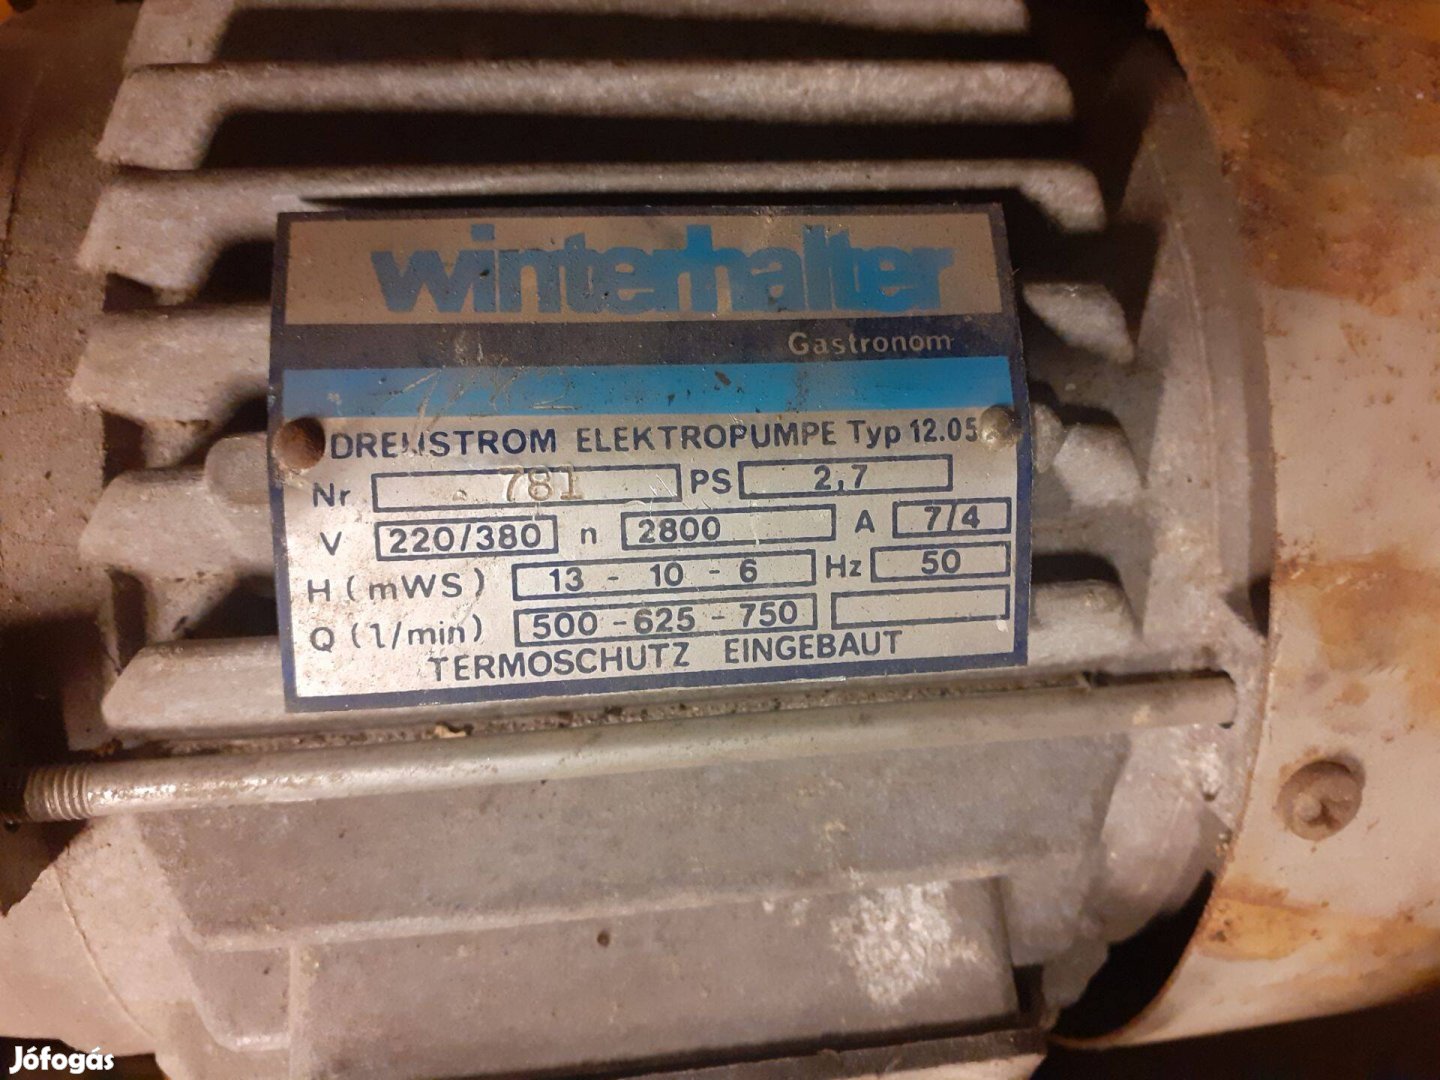 winterhalter
Gastronom
DREHSTROM ELEKTROPUMPE Typ 12.05
Nr 781 PS 2,7
V 220/380 n 2800 A 7/4
H (mWS) 13 - 10 - 6 Hz 50
Q (l/min) 500 - 625 - 750
TERMOSCHUTZ EINGEBAUT
Jófogás